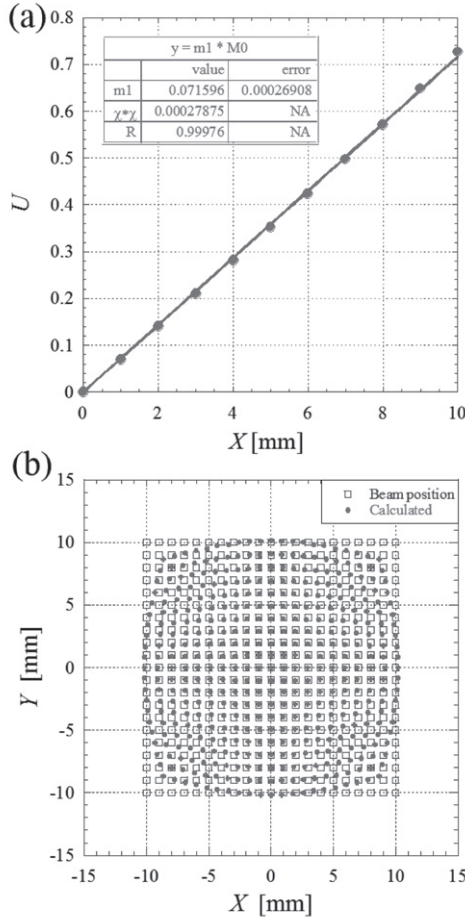 (a)
0.8
0.7
0.6
0.5
0.4
0.3
0.2
0.1
0
U
y = m1 * M0
value error
m1 0.071596 0.00026908
χ*χ 0.00027875 NA
R 0.99976 NA
0 2 4 6 8 10
X [mm]
(b)
15
10
5
0
-5
-10
-15
Y [mm]
Beam position
Calculated
-15 -10 -5 0 5 10 15
X [mm]